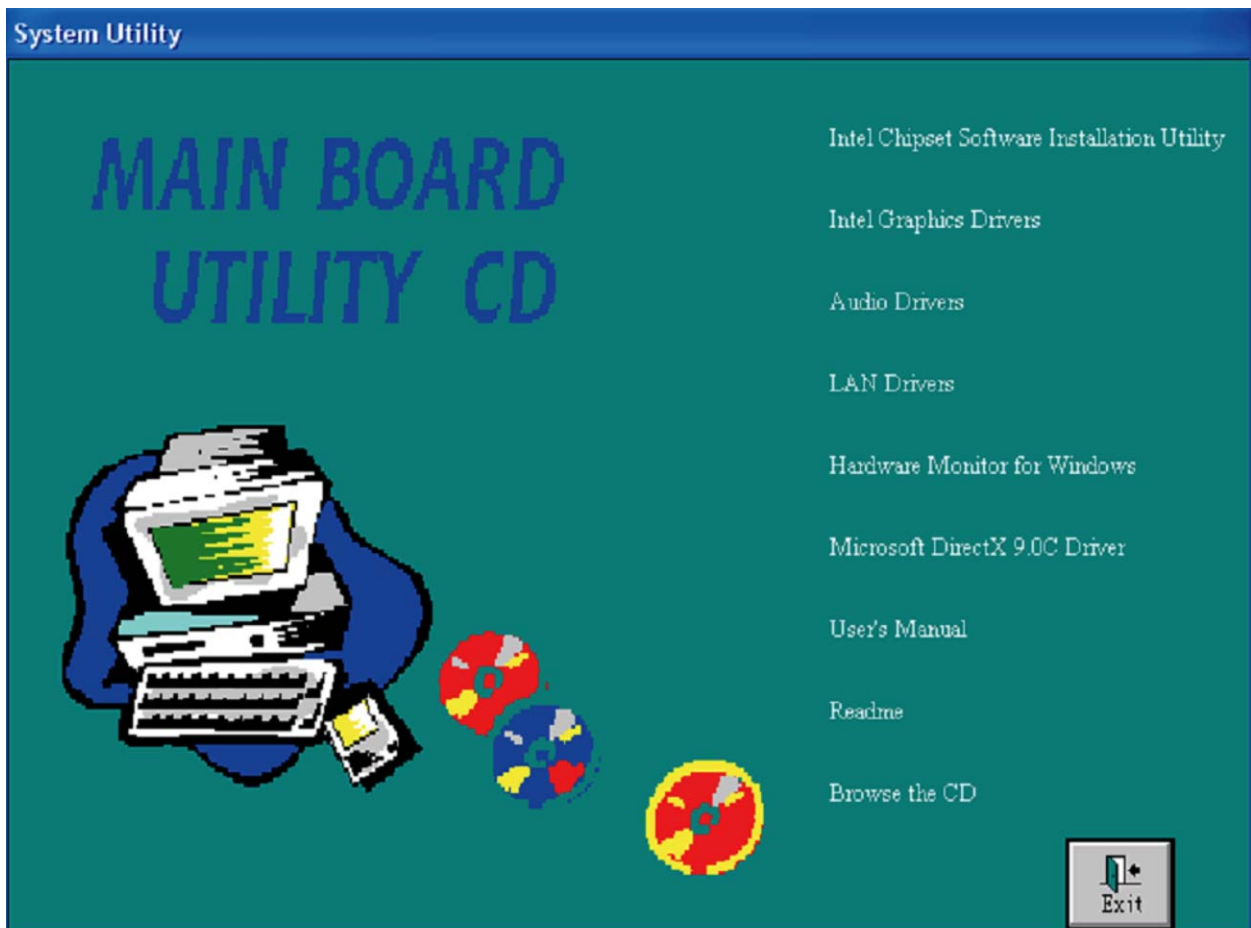 System Utility
MAIN BOARD
UTILITY CD
Intel Chipset Software Installation Utility
Intel Graphics Drivers
Audio Drivers
LAN Drivers
Hardware Monitor for Windows
Microsoft DirectX 9.0C Driver
User's Manual
Readme
Browse the CD
Exit